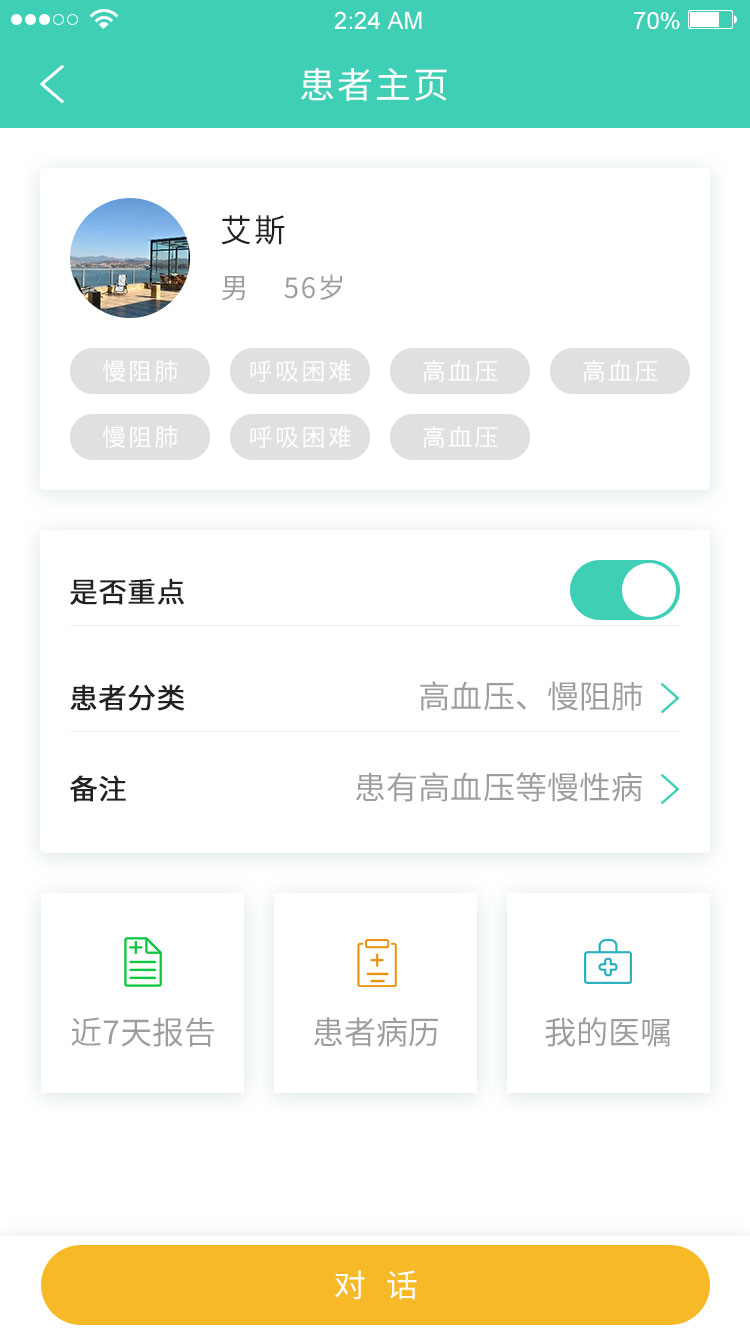 2:24 AM 70%
患者主页
艾斯
男 56岁
慢阻肺 呼吸困难 高血压 高血压
慢阻肺 呼吸困难 高血压
是否重点
患者分类 高血压、慢阻肺
备注 患有高血压等慢性病
近7天报告 患者病历 我的医嘱
对 话